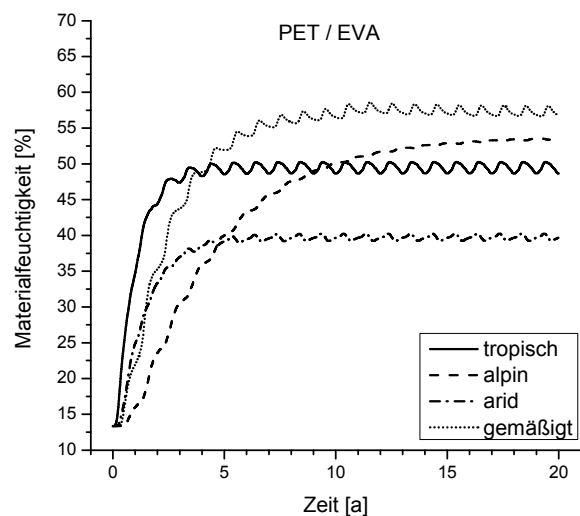 PET / EVA
Materialfeuchtigkeit [%]
70
65
60
55
50
45
40
35
30
25
20
15
10
tropisch
alpin
arid
gemäßigt
0
5
10
15
20
Zeit [a]